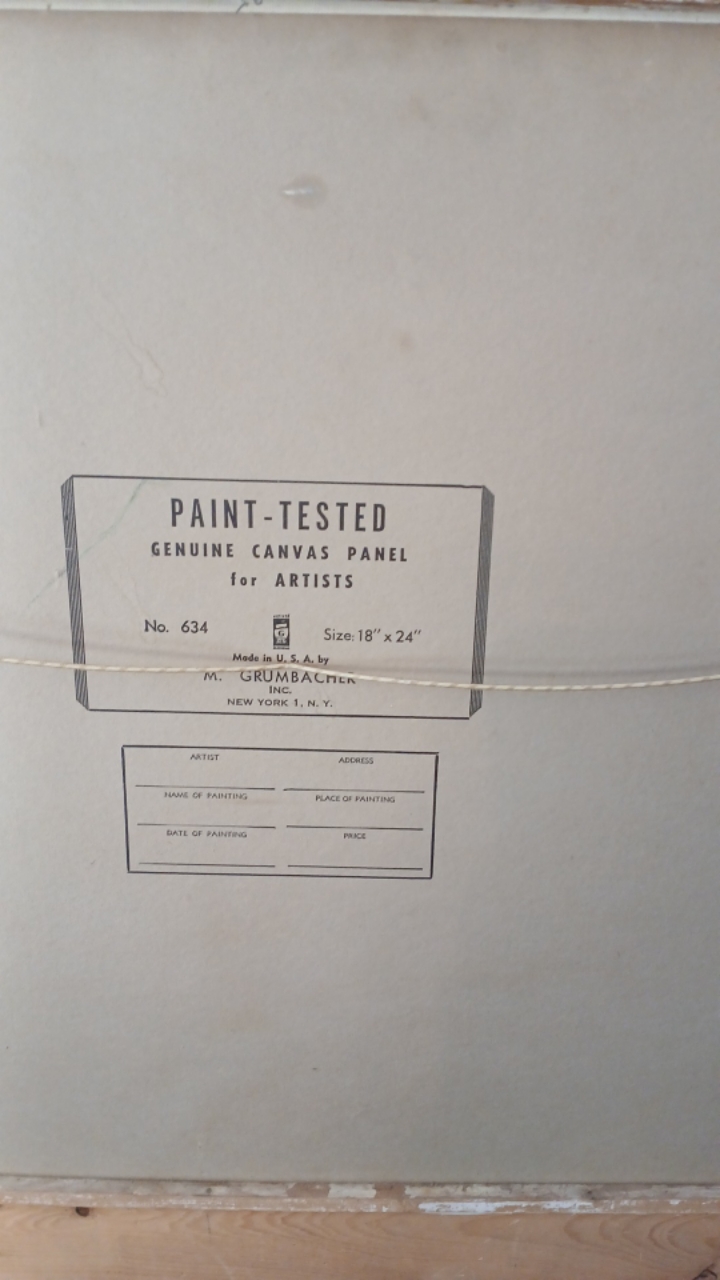 PAINT-TESTED
GENUINE CANVAS PANEL
for ARTISTS
No. 634
Size: 18" x 24"
Made in U. S. A. by
M. GRUMBACHER
INC.
NEW YORK 1, N. Y.
ARTIST ADDRESS
NAME OF PAINTING PLACE OF PAINTING
DATE OF PAINTING PRICE